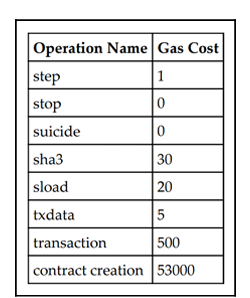 Operation Name Gas Cost
step 1
stop 0
suicide 0
sha3 30
sload 20
txdata 5
transaction 500
contract creation 53000